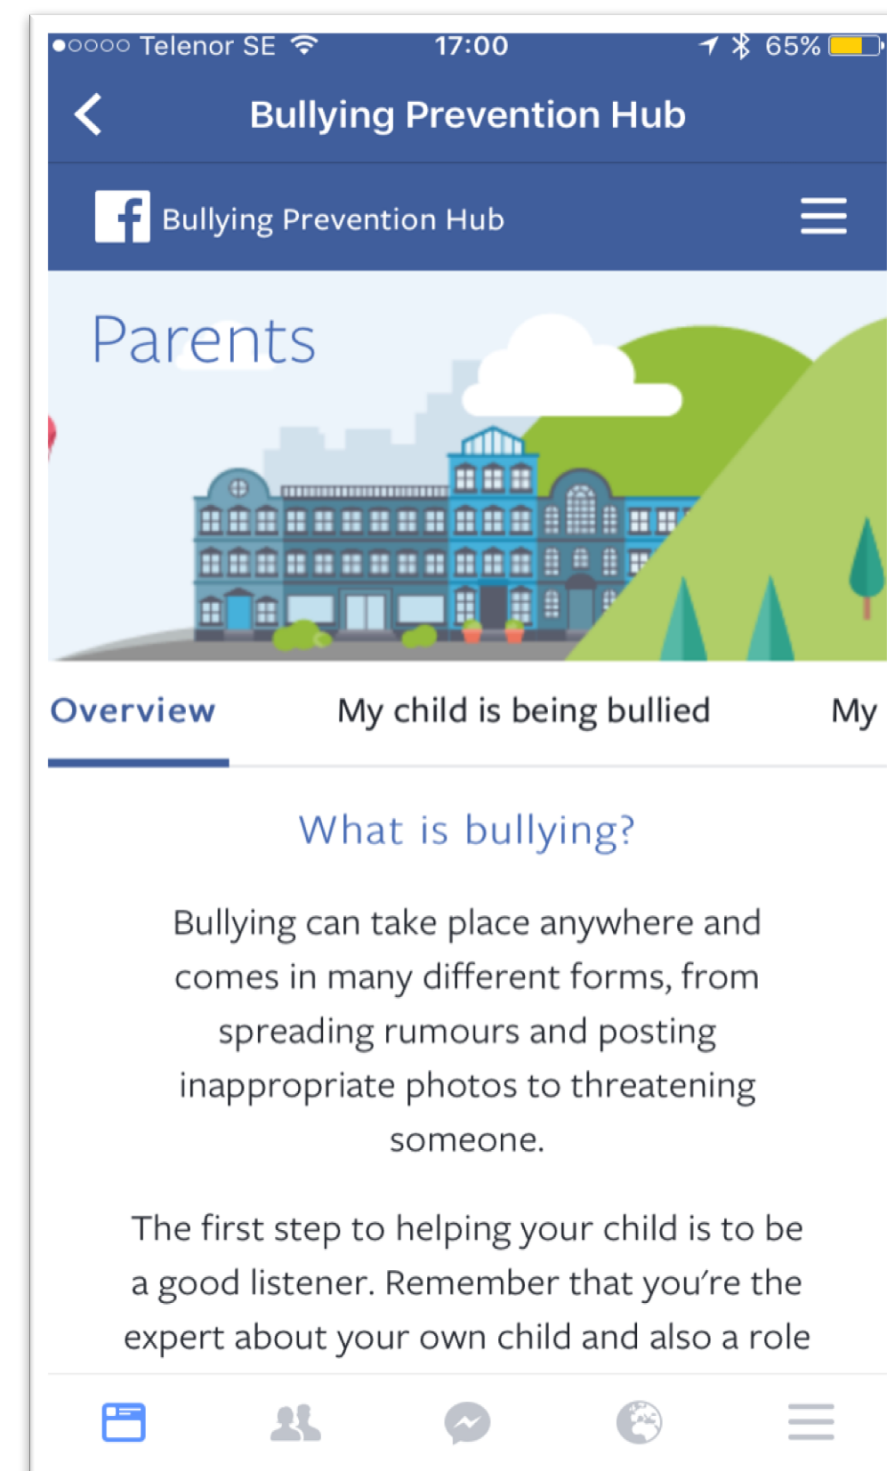 Telenor SE 17:00 65%
Bullying Prevention Hub
f Bullying Prevention Hub
Parents
Overview My child is being bullied My
What is bullying?
Bullying can take place anywhere and
comes in many different forms, from
spreading rumours and posting
inappropriate photos to threatening
someone.
The first step to helping your child is to be
a good listener. Remember that you're the
expert about your own child and also a role